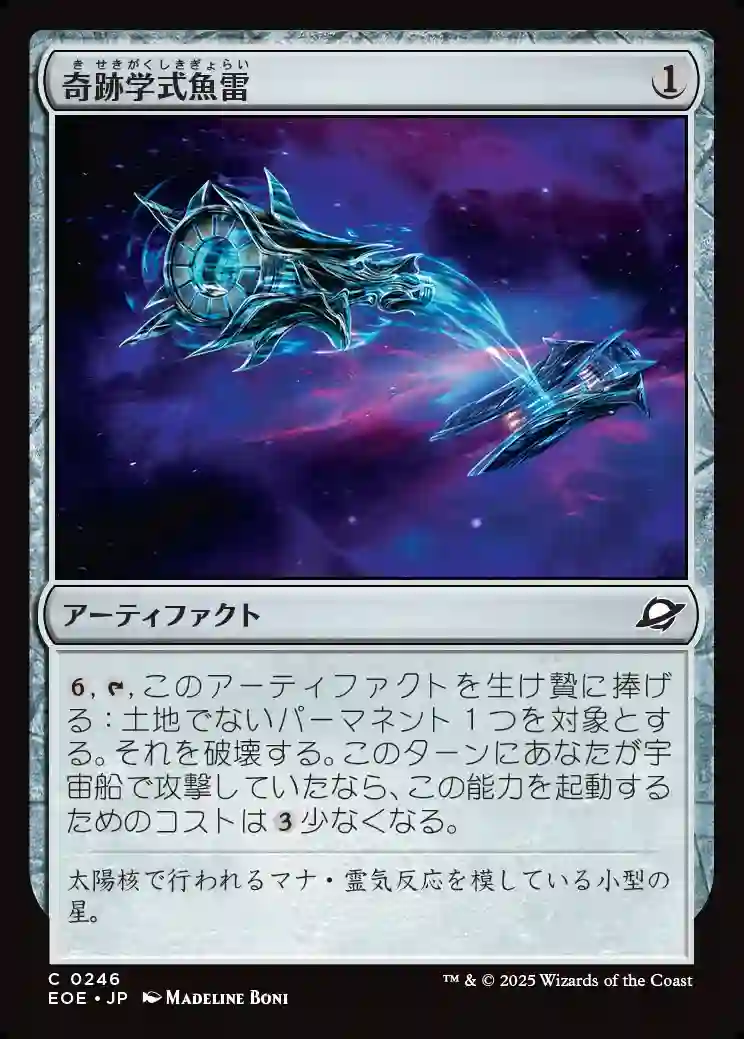 きせきがくしきぎょらい
奇跡学式魚雷
1
アーティファクト
6, このアーティファクトを生け贄に捧げ
る：土地でないパーマネント１つを対象とす
る。それを破壊する。このターンにあなたが宇
宙船で攻撃していたなら、この能力を起動する
ためのコストは 3 少なくなる。
太陽核で行われるマナ・霊気反応を模している小型の
星。
C 0246
EOE • JP MADELINE BONI
™ & © 2025 Wizards of the Coast